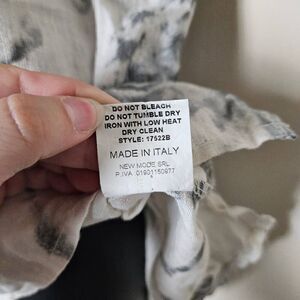 DO NOT BLEACH
DO NOT TUMBLE DRY
IRON WITH LOW HEAT
DRY CLEAN
STYLE: 17522B
MADE IN ITALY
NEW MODE SRL
P.IVA 01901150977